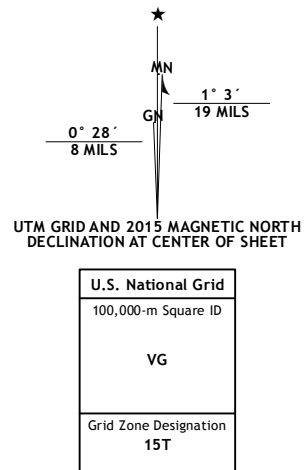 ★
MN
1° 3´
19 MILS
GN
0° 28´
8 MILS
UTM GRID AND 2015 MAGNETIC NORTH
DECLINATION AT CENTER OF SHEET
U.S. National Grid
100,000-m Square ID
VG
Grid Zone Designation
15T